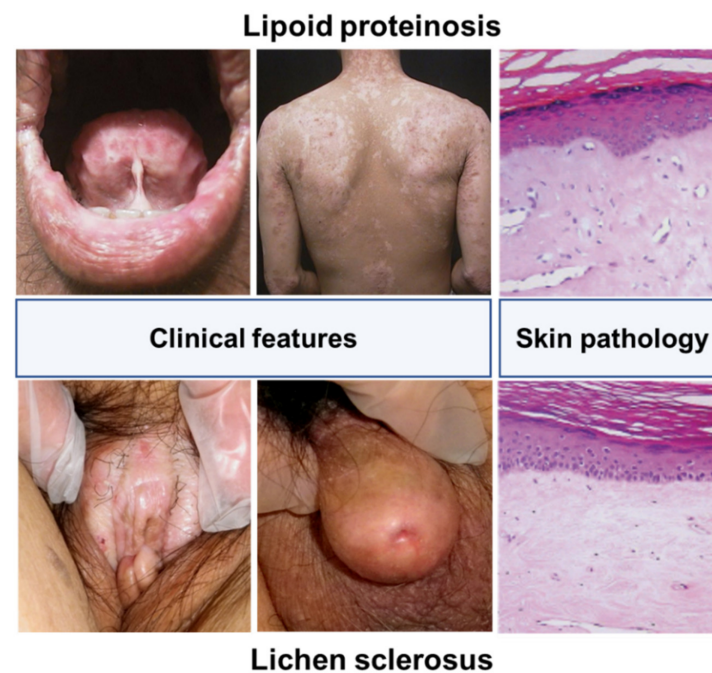 Lipoid proteinosis
Clinical features
Skin pathology
Lichen sclerosus